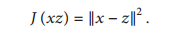 J (xz) = ‖x − z‖² .